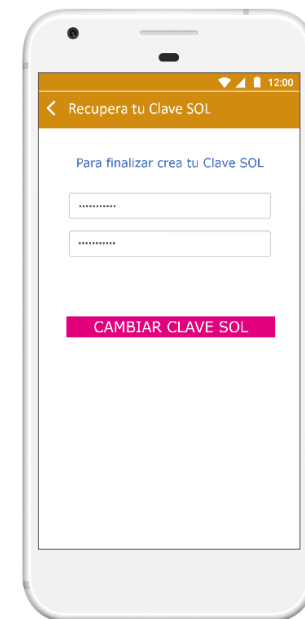 12:00
Recupera tu Clave SOL
Para finalizar crea tu Clave SOL
•••••••••••
•••••••••••
CAMBIAR CLAVE SOL